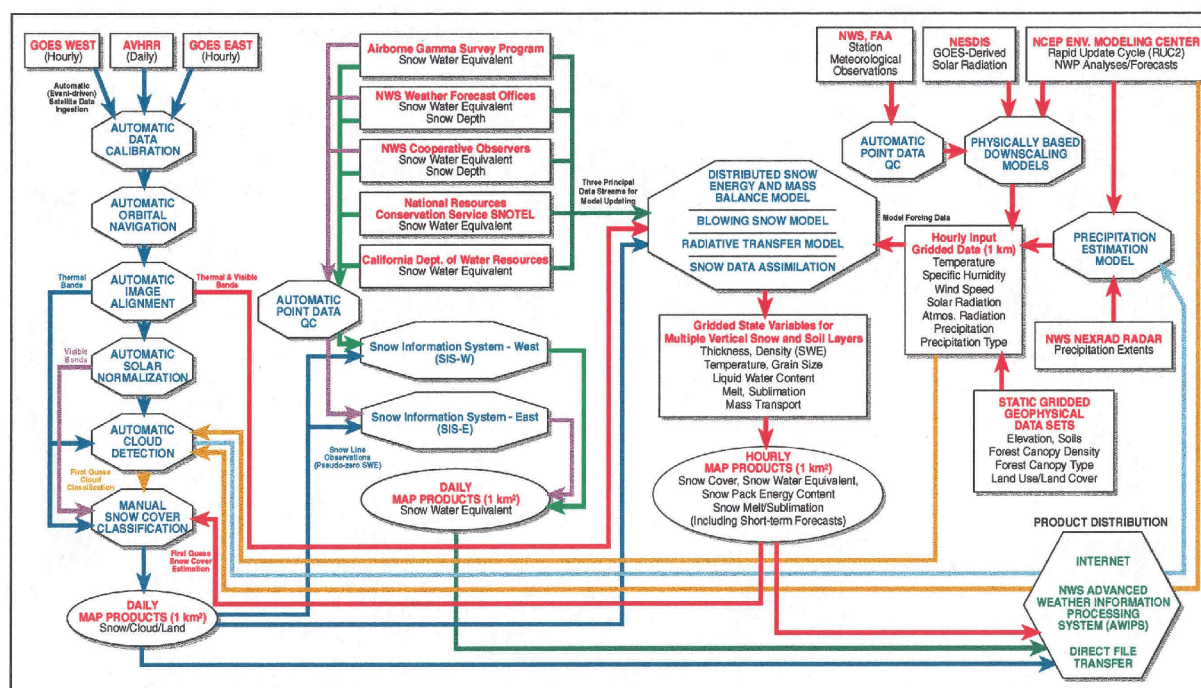 GOES WEST
(Hourly)
AVHRR
(Daily)
GOES EAST
(Hourly)
Automatic
(Event-driven)
Satellite Data
Ingestion
AUTOMATIC
DATA
CALIBRATION
AUTOMATIC
ORBITAL
NAVIGATION
Thermal
Bands
AUTOMATIC
IMAGE
ALIGNMENT
Thermal & Visible
Bands
Visible
Bands
AUTOMATIC
SOLAR
NORMALIZATION
AUTOMATIC
CLOUD
DETECTION
First Guess
Cloud
Classification
MANUAL
SNOW COVER
CLASSIFICATION
First Guess
Snow Cover
Estimation
DAILY
MAP PRODUCTS (1 km²)
Snow/Cloud/Land
Airborne Gamma Survey Program
Snow Water Equivalent
NWS Weather Forecast Offices
Snow Water Equivalent
Snow Depth
NWS Cooperative Observers
Snow Water Equivalent
Snow Depth
National Resources
Conservation Service SNOTEL
Snow Water Equivalent
California Dept. of Water Resources
Snow Water Equivalent
AUTOMATIC
POINT DATA
QC
Snow Information System - West
(SIS-W)
Snow Information System - East
(SIS-E)
Snow Line
Observations
(Pseudo-zero SWE)
DAILY
MAP PRODUCTS (1 km²)
Snow Water Equivalent
Three Principal
Data Streams for
Model Updating
DISTRIBUTED SNOW
ENERGY AND MASS
BALANCE MODEL
BLOWING SNOW MODEL
RADIATIVE TRANSFER MODEL
SNOW DATA ASSIMILATION
Gridded State Variables for
Multiple Vertical Snow and Soil Layers
Thickness, Density (SWE)
Temperature, Grain Size
Liquid Water Content
Melt, Sublimation
Mass Transport
HOURLY
MAP PRODUCTS (1 km²)
Snow Cover, Snow Water Equivalent,
Snow Pack Energy Content
Snow Melt/Sublimation
(Including Short-term Forecasts)
NWS, FAA
Station
Meteorological
Observations
NESDIS
GOES-Derived
Solar Radiation
NCEP ENV. MODELING CENTER
Rapid Update Cycle (RUC2)
NWP Analyses/Forecasts
AUTOMATIC
POINT DATA
QC
PHYSICALLY BASED
DOWNSCALING
MODELS
Model Forcing Data
Hourly Input
Gridded Data (1 km)
Temperature
Specific Humidity
Wind Speed
Solar Radiation
Atmos. Radiation
Precipitation
Precipitation Type
PRECIPITATION
ESTIMATION
MODEL
NWS NEXRAD RADAR
Precipitation Extents
STATIC GRIDDED
GEOPHYSICAL
DATA SETS
Elevation, Soils
Forest Canopy Density
Forest Canopy Type
Land Use/Land Cover
PRODUCT DISTRIBUTION
INTERNET
NWS ADVANCED
WEATHER INFORMATION
PROCESSING
SYSTEM (AWIPS)
DIRECT FILE
TRANSFER